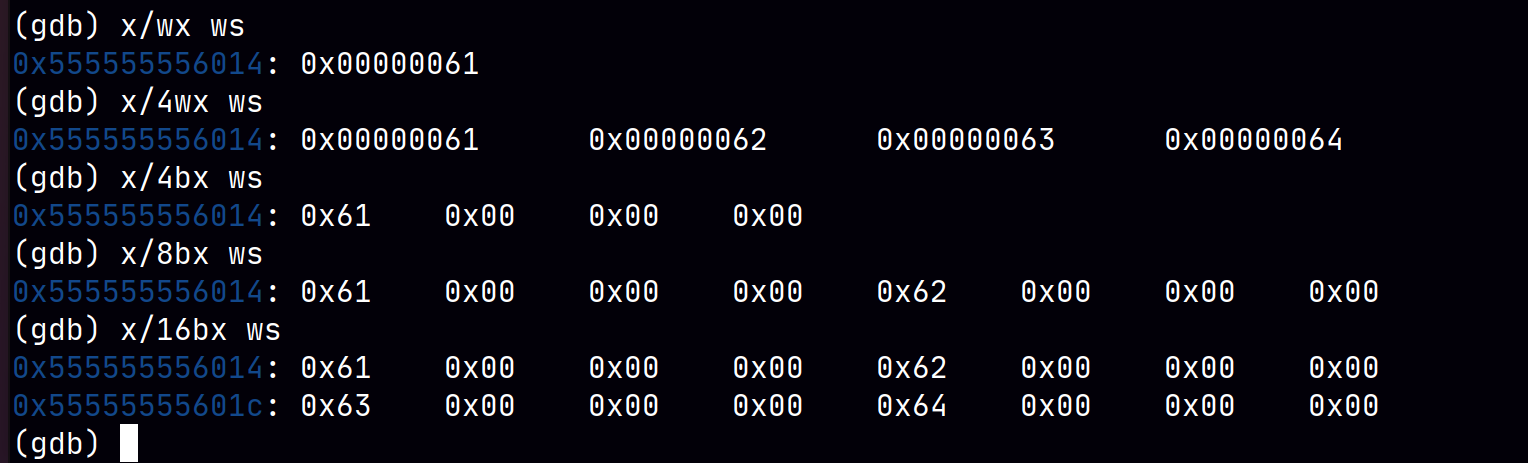 (gdb) x/wx ws
0x555555556014: 0x00000061
(gdb) x/4wx ws
0x555555556014: 0x00000061 0x00000062 0x00000063 0x00000064
(gdb) x/4bx ws
0x555555556014: 0x61 0x00 0x00 0x00
(gdb) x/8bx ws
0x555555556014: 0x61 0x00 0x00 0x00 0x62 0x00 0x00 0x00
(gdb) x/16bx ws
0x555555556014: 0x61 0x00 0x00 0x00 0x62 0x00 0x00 0x00
0x55555555601c: 0x63 0x00 0x00 0x00 0x64 0x00 0x00 0x00
(gdb)